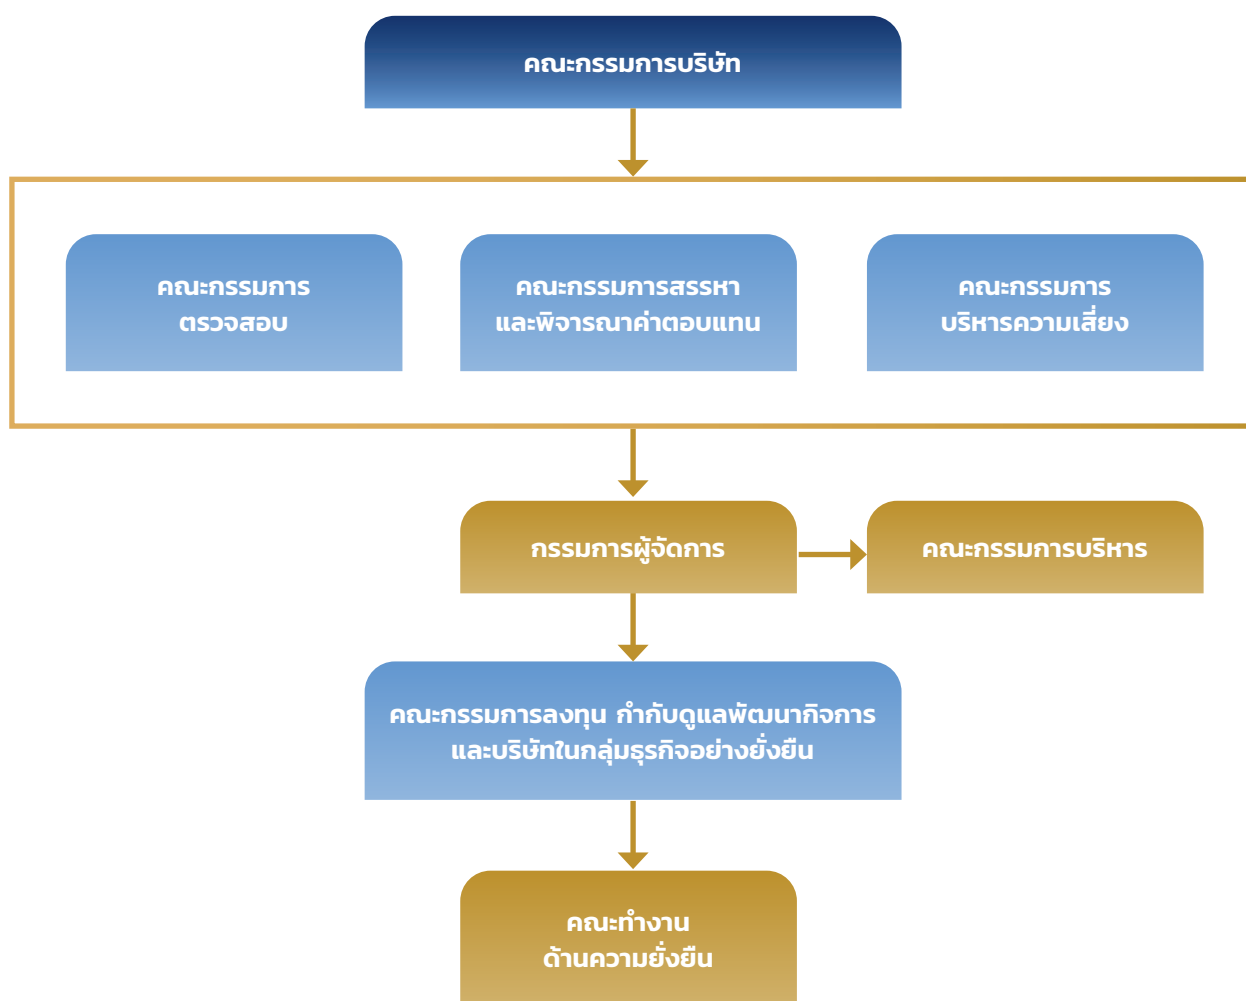 คณะกรรมการบริษัท
คณะกรรมการ
ตรวจสอบ
คณะกรรมการสรรหา
และพิจารณาค่าตอบแทน
คณะกรรมการ
บริหารความเสี่ยง
กรรมการผู้จัดการ
คณะกรรมการบริหาร
คณะกรรมการลงทุน กำกับดูแลพัฒนากิจการ
และบริษัทในกลุ่มธุรกิจอย่างยั่งยืน
คณะทำงาน
ด้านความยั่งยืน